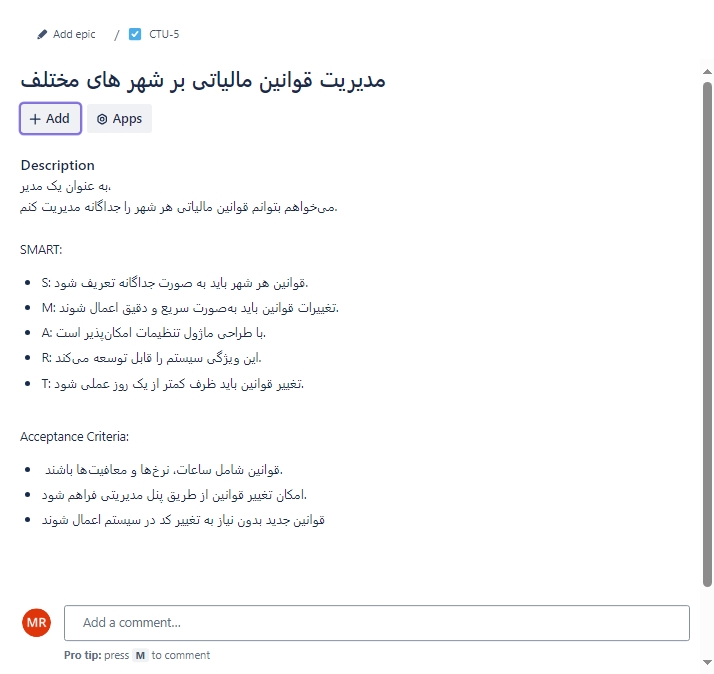 Add epic / CTU-5
مدیریت قوانین مالیاتی بر شهر های مختلف
+ Add Apps
Description
به عنوان یک مدیر،
می‌خواهم بتوانم قوانین مالیاتی هر شهر را جداگانه مدیریت کنم.
SMART:
• S: قوانین هر شهر باید به صورت جداگانه تعریف شود.
• M: تغییرات قوانین باید به‌صورت سریع و دقیق اعمال شوند.
• A: با طراحی ماژول تنظیمات امکان‌پذیر است.
• R: این ویژگی سیستم را قابل توسعه می‌کند.
• T: تغییر قوانین باید ظرف کمتر از یک روز عملی شود.
Acceptance Criteria:
• قوانین شامل ساعات، نرخ‌ها و معافیت‌ها باشند.
• امکان تغییر قوانین از طریق پنل مدیریتی فراهم شود.
• قوانین جدید بدون نیاز به تغییر کد در سیستم اعمال شوند
MR Add a comment...
Pro tip: press M to comment